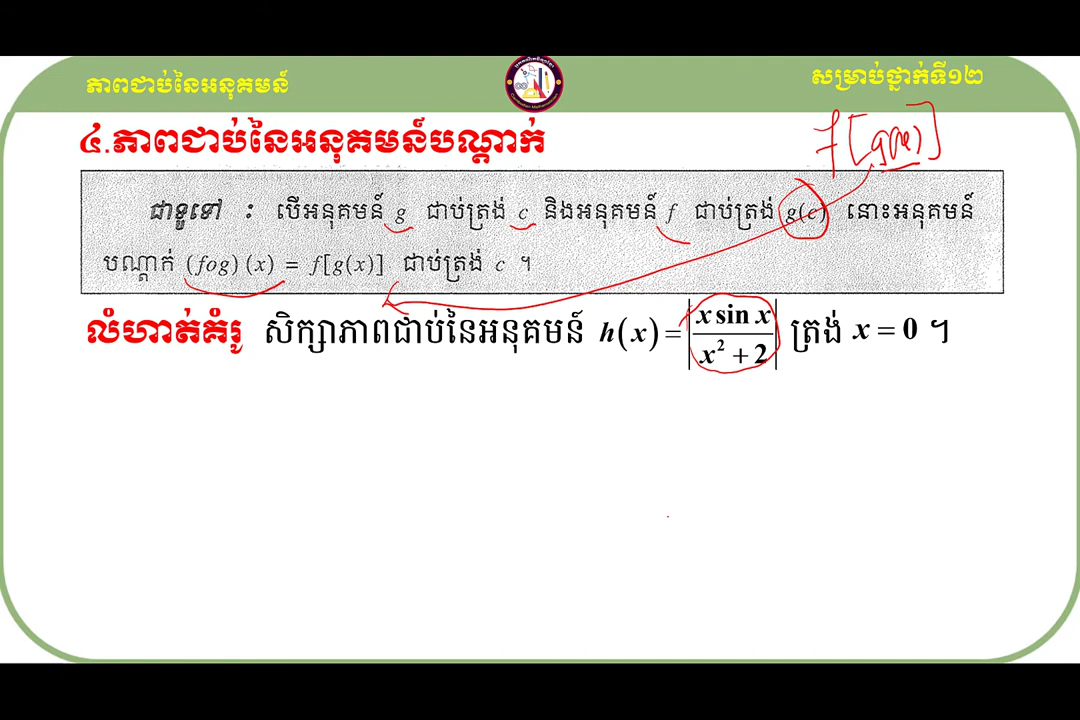 ភាពជាប់នៃអនុគមន៍
សម្រាប់ថ្នាក់ទី១២
៤.ភាពជាប់នៃអនុគមន៍បណ្តាក់
f[g(x)]
ជាទូទៅ : បើអនុគមន៍ g ជាប់ត្រង់ c និងអនុគមន៍ f ជាប់ត្រង់ g(c) នោះអនុគមន៍
បណ្តាក់ (fog)(x) = f[g(x)] ជាប់ត្រង់ c ។
លំហាត់គំរូ សិក្សាភាពជាប់នៃអនុគមន៍ h(x) = |(x sin x)/(x² + 2)| ត្រង់ x = 0 ។